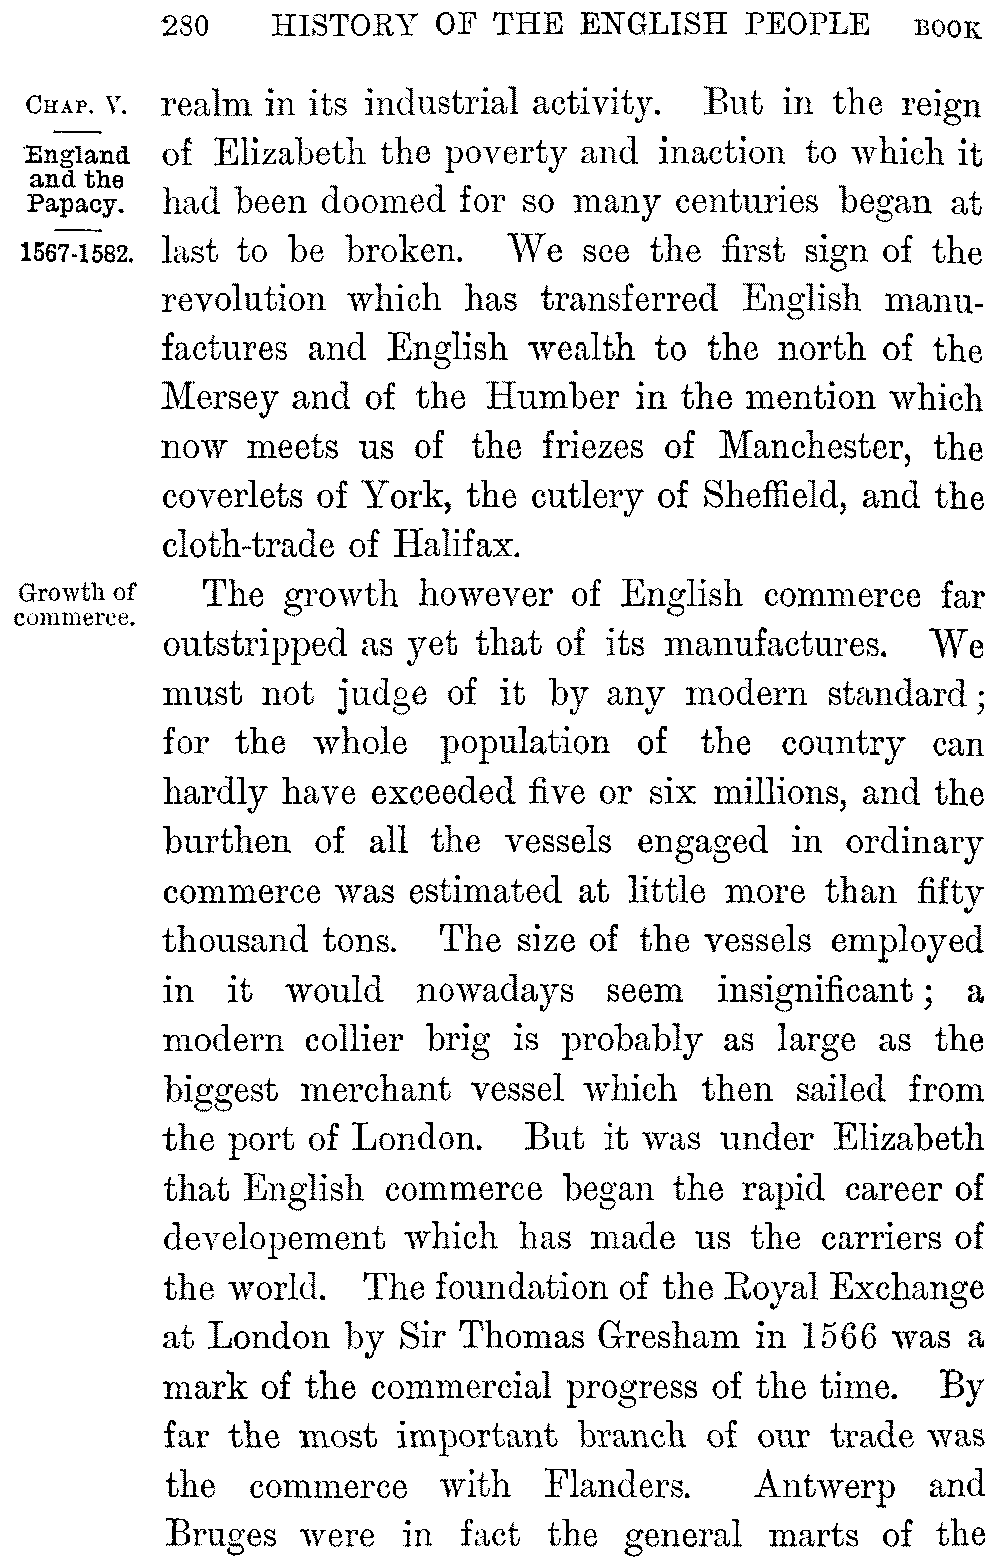 280 HISTORY OF THE ENGLISH PEOPLE BOOK
CHAP. V.
England
and the
Papacy.
1567-1582.
realm in its industrial activity. But in the reign
of Elizabeth the poverty and inaction to which it
had been doomed for so many centuries began at
last to be broken. We see the first sign of the
revolution which has transferred English manu-
factures and English wealth to the north of the
Mersey and of the Humber in the mention which
now meets us of the friezes of Manchester, the
coverlets of York, the cutlery of Sheffield, and the
cloth-trade of Halifax.
Growth of
commerce.
The growth however of English commerce far
outstripped as yet that of its manufactures. We
must not judge of it by any modern standard;
for the whole population of the country can
hardly have exceeded five or six millions, and the
burthen of all the vessels engaged in ordinary
commerce was estimated at little more than fifty
thousand tons. The size of the vessels employed
in it would nowadays seem insignificant; a
modern collier brig is probably as large as the
biggest merchant vessel which then sailed from
the port of London. But it was under Elizabeth
that English commerce began the rapid career of
developement which has made us the carriers of
the world. The foundation of the Royal Exchange
at London by Sir Thomas Gresham in 1566 was a
mark of the commercial progress of the time. By
far the most important branch of our trade was
the commerce with Flanders. Antwerp and
Bruges were in fact the general marts of the